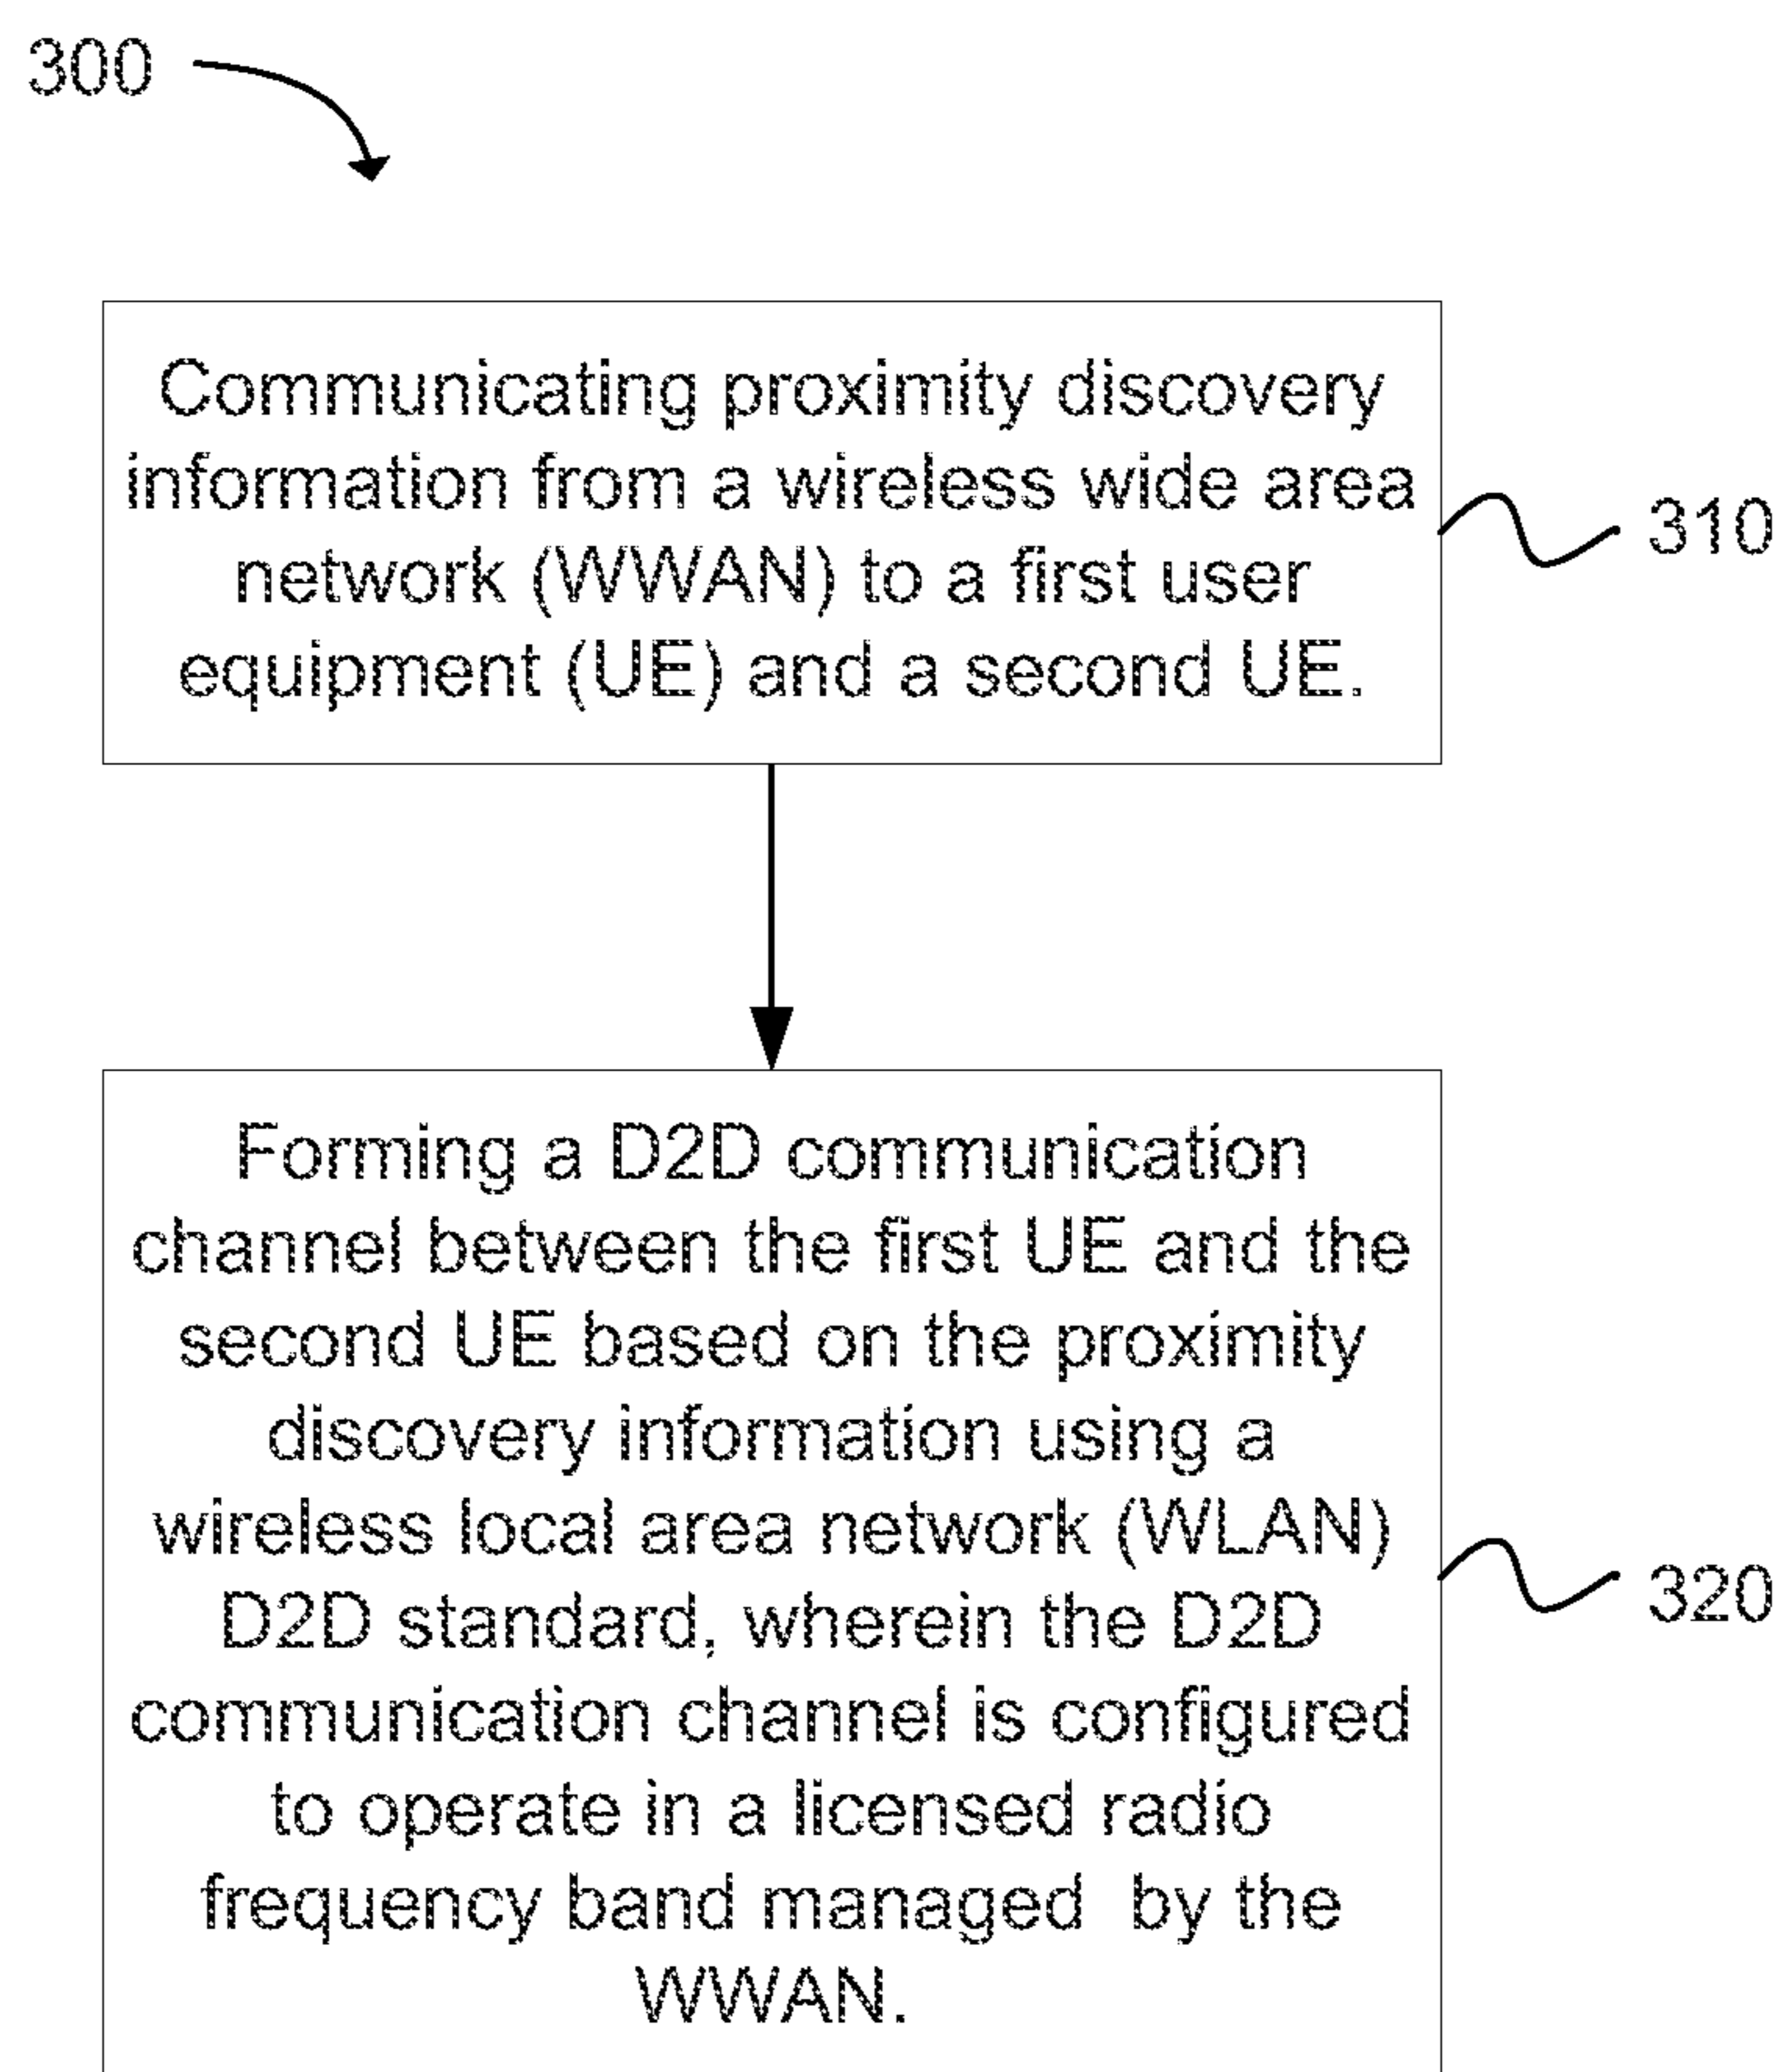 300
Communicating proximity discovery
information from a wireless wide area
network (WWAN) to a first user
equipment (UE) and a second UE.
310
Forming a D2D communication
channel between the first UE and the
second UE based on the proximity
discovery information using a
wireless local area network (WLAN)
D2D standard, wherein the D2D
communication channel is configured
to operate in a licensed radio
frequency band managed  by the
WWAN.
320